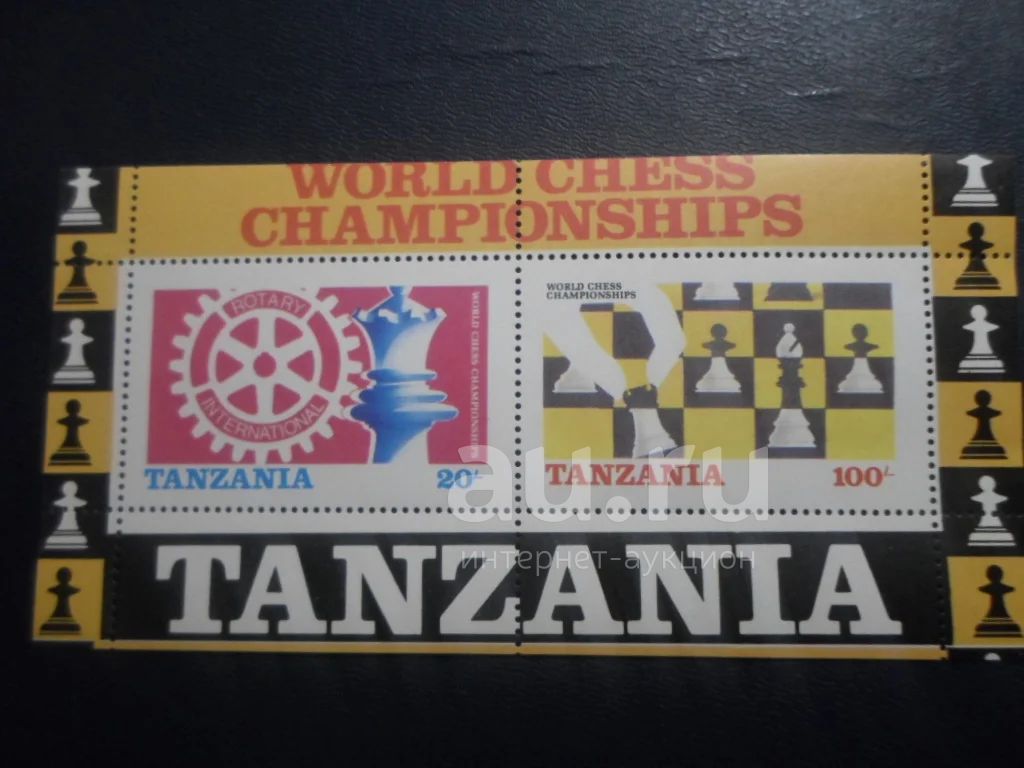 WORLD CHESS
CHAMPIONSHIPS
ROTARY
INTERNATIONAL
WORLD CHESS CHAMPIONSHIPS
TANZANIA 20/-
WORLD CHESS
CHAMPIONSHIPS
TANZANIA 100/-
au.ru
интернет-аукцион
TANZANIA